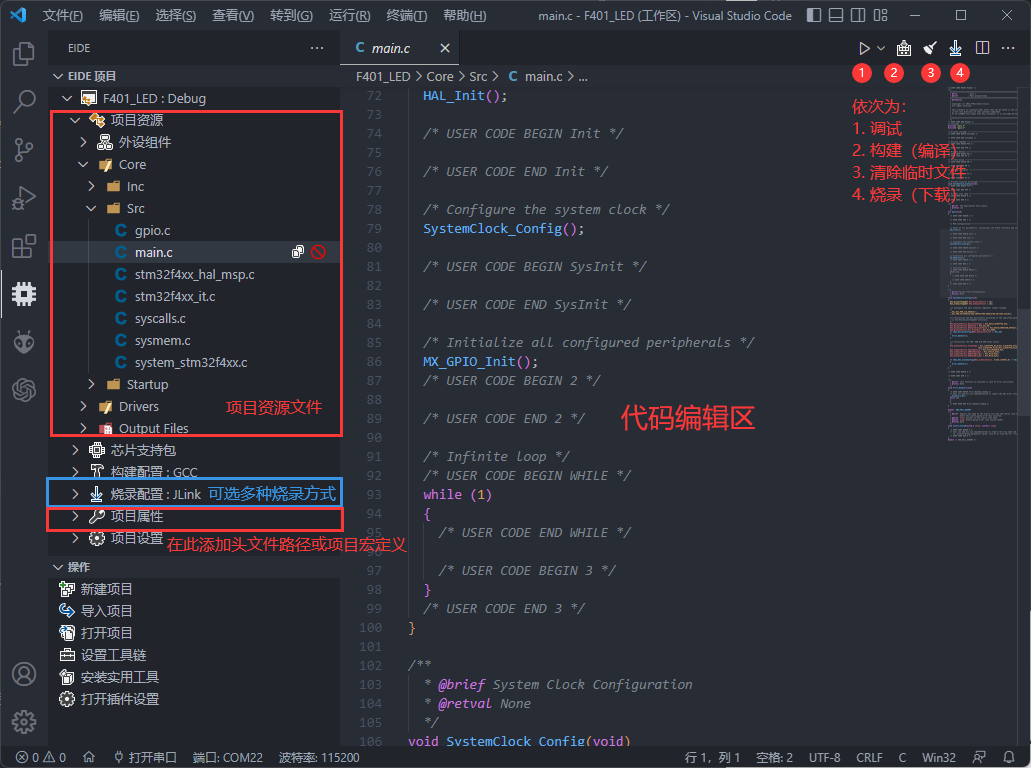 文件(F) 编辑(E) 选择(S) 查看(V) 转到(G) 运行(R) 终端(T) 帮助(H) main.c - F401_LED (工作区) - Visual Studio Code
EIDE
EIDE 项目
F401_LED : Debug
项目资源
外设组件
Core
Inc
Src
gpio.c
main.c
stm32f4xx_hal_msp.c
stm32f4xx_it.c
syscalls.c
sysmem.c
system_stm32f4xx.c
Startup
Drivers
项目资源文件
Output Files
芯片支持包
构建配置 : GCC
烧录配置 : JLink 可选多种烧录方式
项目属性
项目设置
在此添加头文件路径或项目宏定义
操作
新建项目
导入项目
打开项目
设置工具链
安装实用工具
打开插件设置
C main.c
F401_LED > Core > Src > C main.c > ...
1 2 3 4
依次为：
1. 调试
2. 构建（编译）
3. 清除临时文件
4. 烧录（下载）
72 HAL_Init();
73
74 /* USER CODE BEGIN Init */
75
76 /* USER CODE END Init */
77
78 /* Configure the system clock */
79 SystemClock_Config();
80
81 /* USER CODE BEGIN SysInit */
82
83 /* USER CODE END SysInit */
84
85 /* Initialize all configured peripherals */
86 MX_GPIO_Init();
87 /* USER CODE BEGIN 2 */
88
89 /* USER CODE END 2 */
代码编辑区
90
91 /* Infinite loop */
92 /* USER CODE BEGIN WHILE */
93 while (1)
94 {
95 /* USER CODE END WHILE */
96
97 /* USER CODE BEGIN 3 */
98 }
99 /* USER CODE END 3 */
100 }
101
102 /**
103 * @brief System Clock Configuration
104 * @retval None
105 */
106 void SystemClock_Config(void)
0 0 打开串口 端口: COM22 波特率: 115200 行 1，列 1 空格: 2 UTF-8 CRLF C Win32